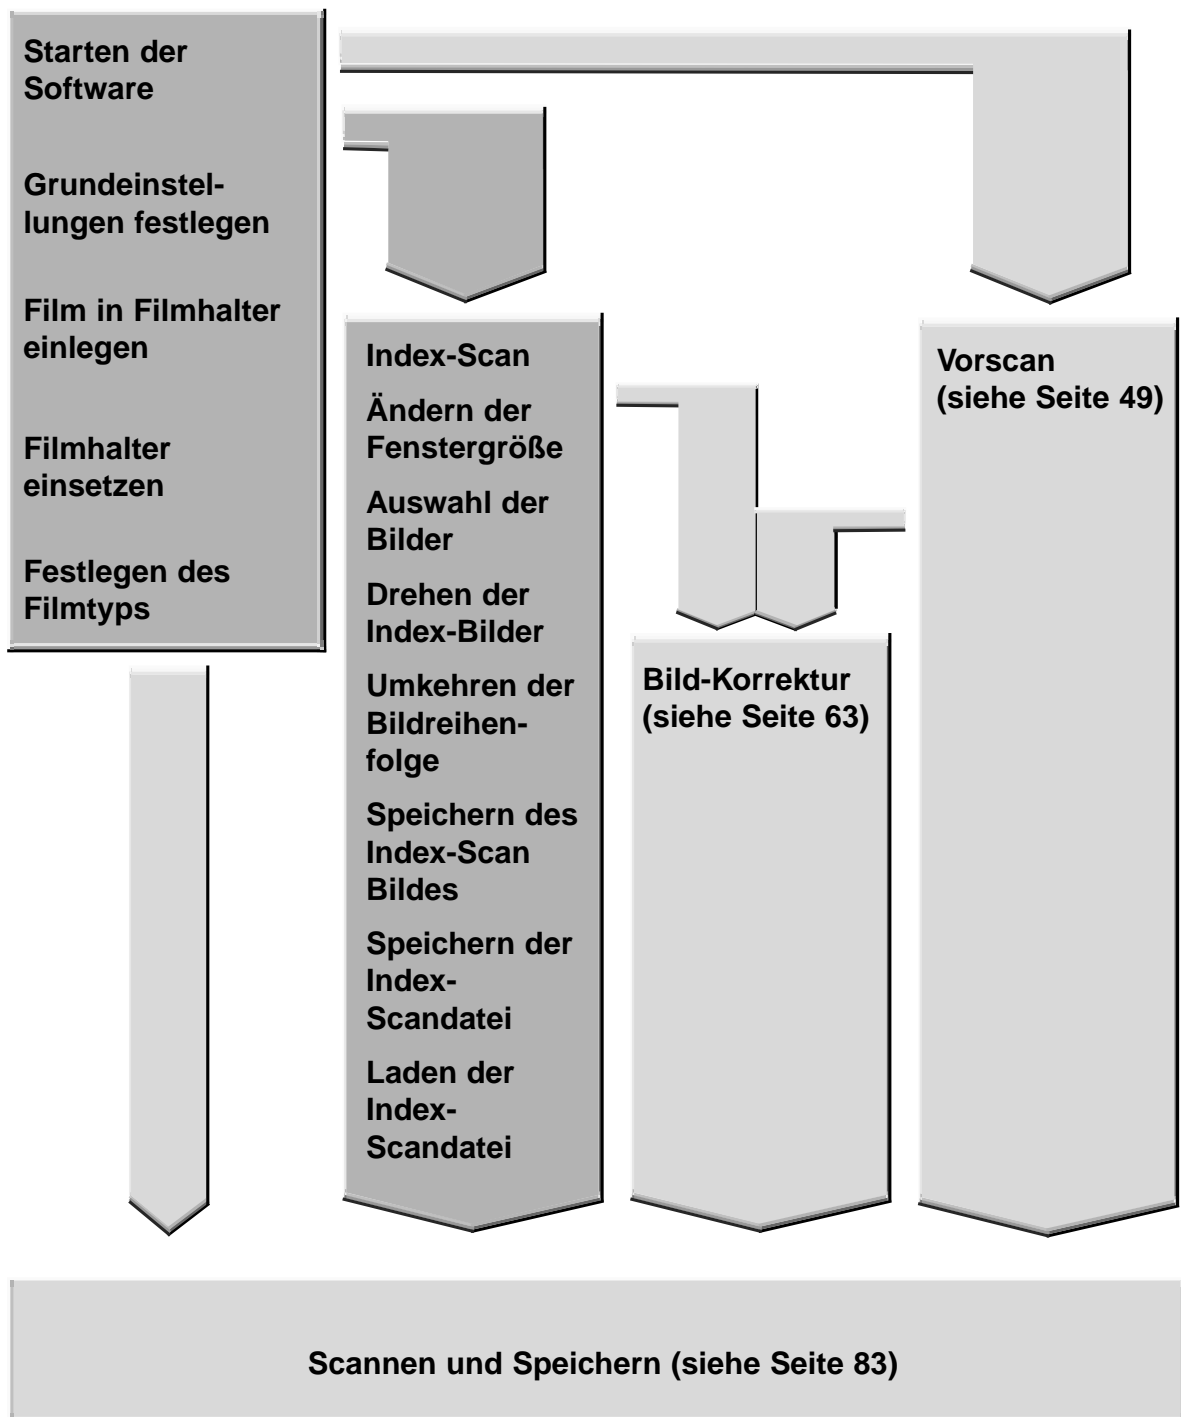 Starten der
Software
Grundeinstel-
lungen festlegen
Film in Filmhalter
einlegen
Filmhalter
einsetzen
Festlegen des
Filmtyps
Index-Scan
Ändern der
Fenstergröße
Auswahl der
Bilder
Drehen der
Index-Bilder
Umkehren der
Bildreihen-
folge
Speichern des
Index-Scan
Bildes
Speichern der
Index-
Scandatei
Laden der
Index-
Scandatei
Bild-Korrektur
(siehe Seite 63)
Vorscan
(siehe Seite 49)
Scannen und Speichern (siehe Seite 83)